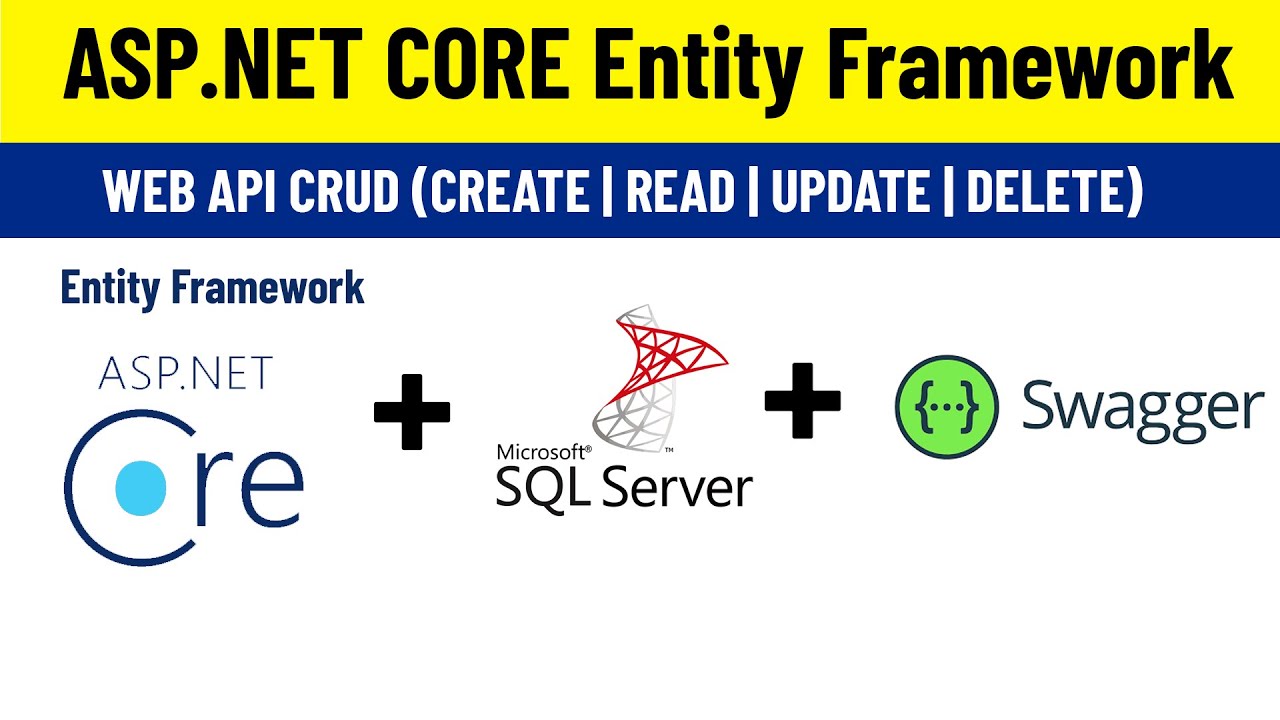 ASP.NET CORE Entity Framework
WEB API CRUD (CREATE | READ | UPDATE | DELETE)
Entity Framework
ASP.NET
Core
Microsoft®
SQL Server
™
{···} Swagger